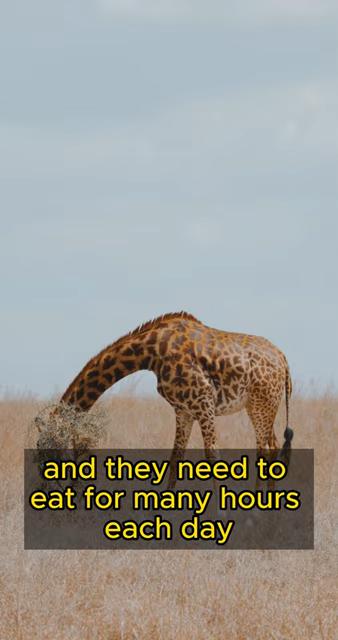 and they need to
eat for many hours
each day